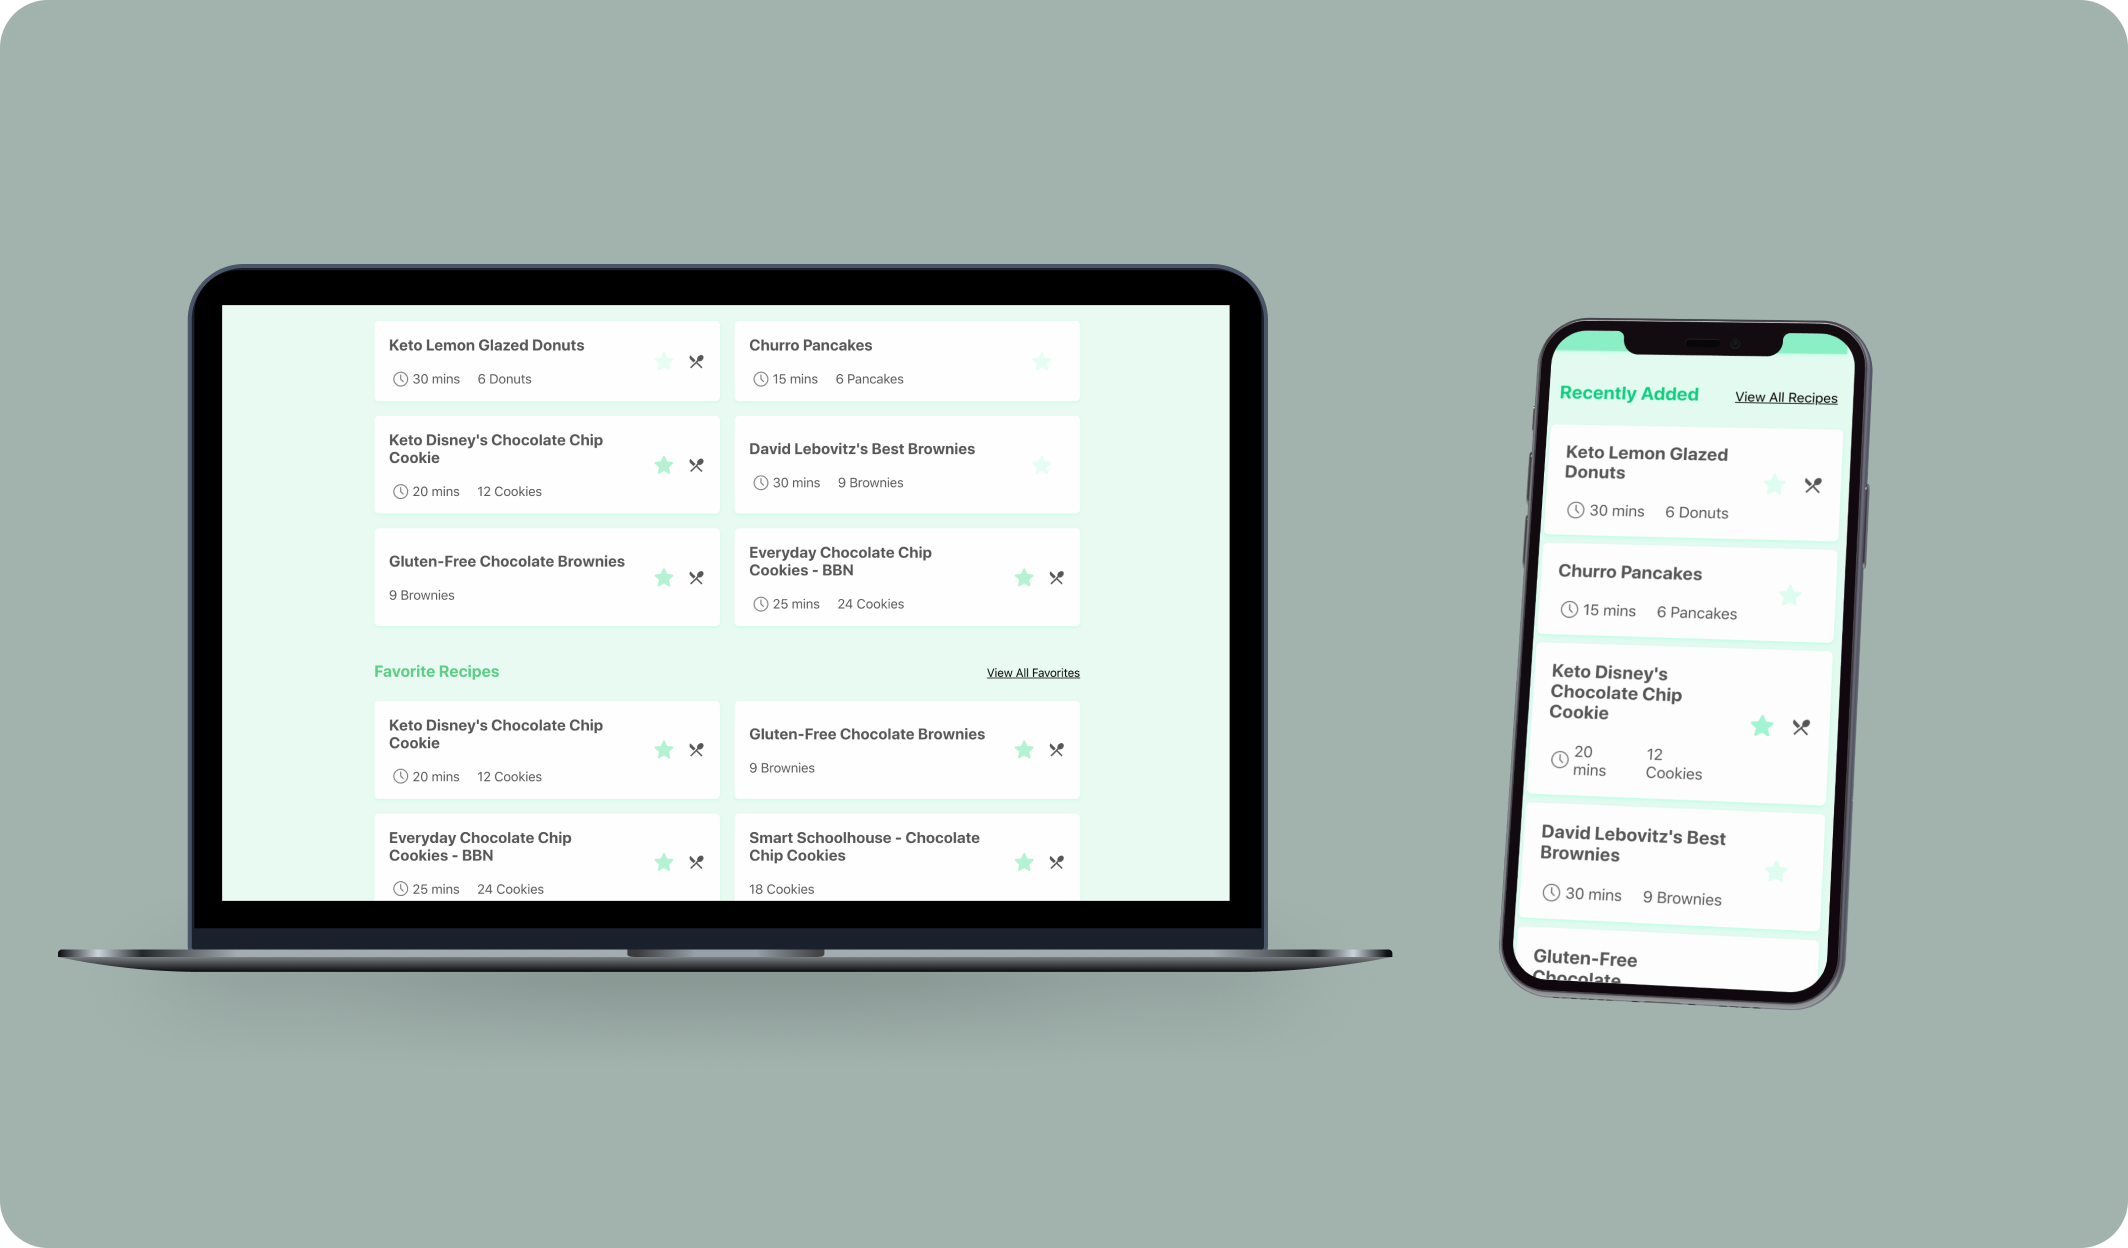 Keto Lemon Glazed Donuts
30 mins 6 Donuts
Churro Pancakes
15 mins 6 Pancakes
Keto Disney's Chocolate Chip
Cookie
20 mins 12 Cookies
David Lebovitz's Best Brownies
30 mins 9 Brownies
Gluten-Free Chocolate Brownies
9 Brownies
Everyday Chocolate Chip
Cookies - BBN
25 mins 24 Cookies
Favorite Recipes
View All Favorites
Keto Disney's Chocolate Chip
Cookie
20 mins 12 Cookies
Gluten-Free Chocolate Brownies
9 Brownies
Everyday Chocolate Chip
Cookies - BBN
25 mins 24 Cookies
Smart Schoolhouse - Chocolate
Chip Cookies
18 Cookies
Recently Added
View All Recipes
Keto Lemon Glazed
Donuts
30 mins 6 Donuts
Churro Pancakes
15 mins 6 Pancakes
Keto Disney's
Chocolate Chip
Cookie
20
mins
12
Cookies
David Lebovitz's Best
Brownies
30 mins 9 Brownies
Gluten-Free
Chocolate